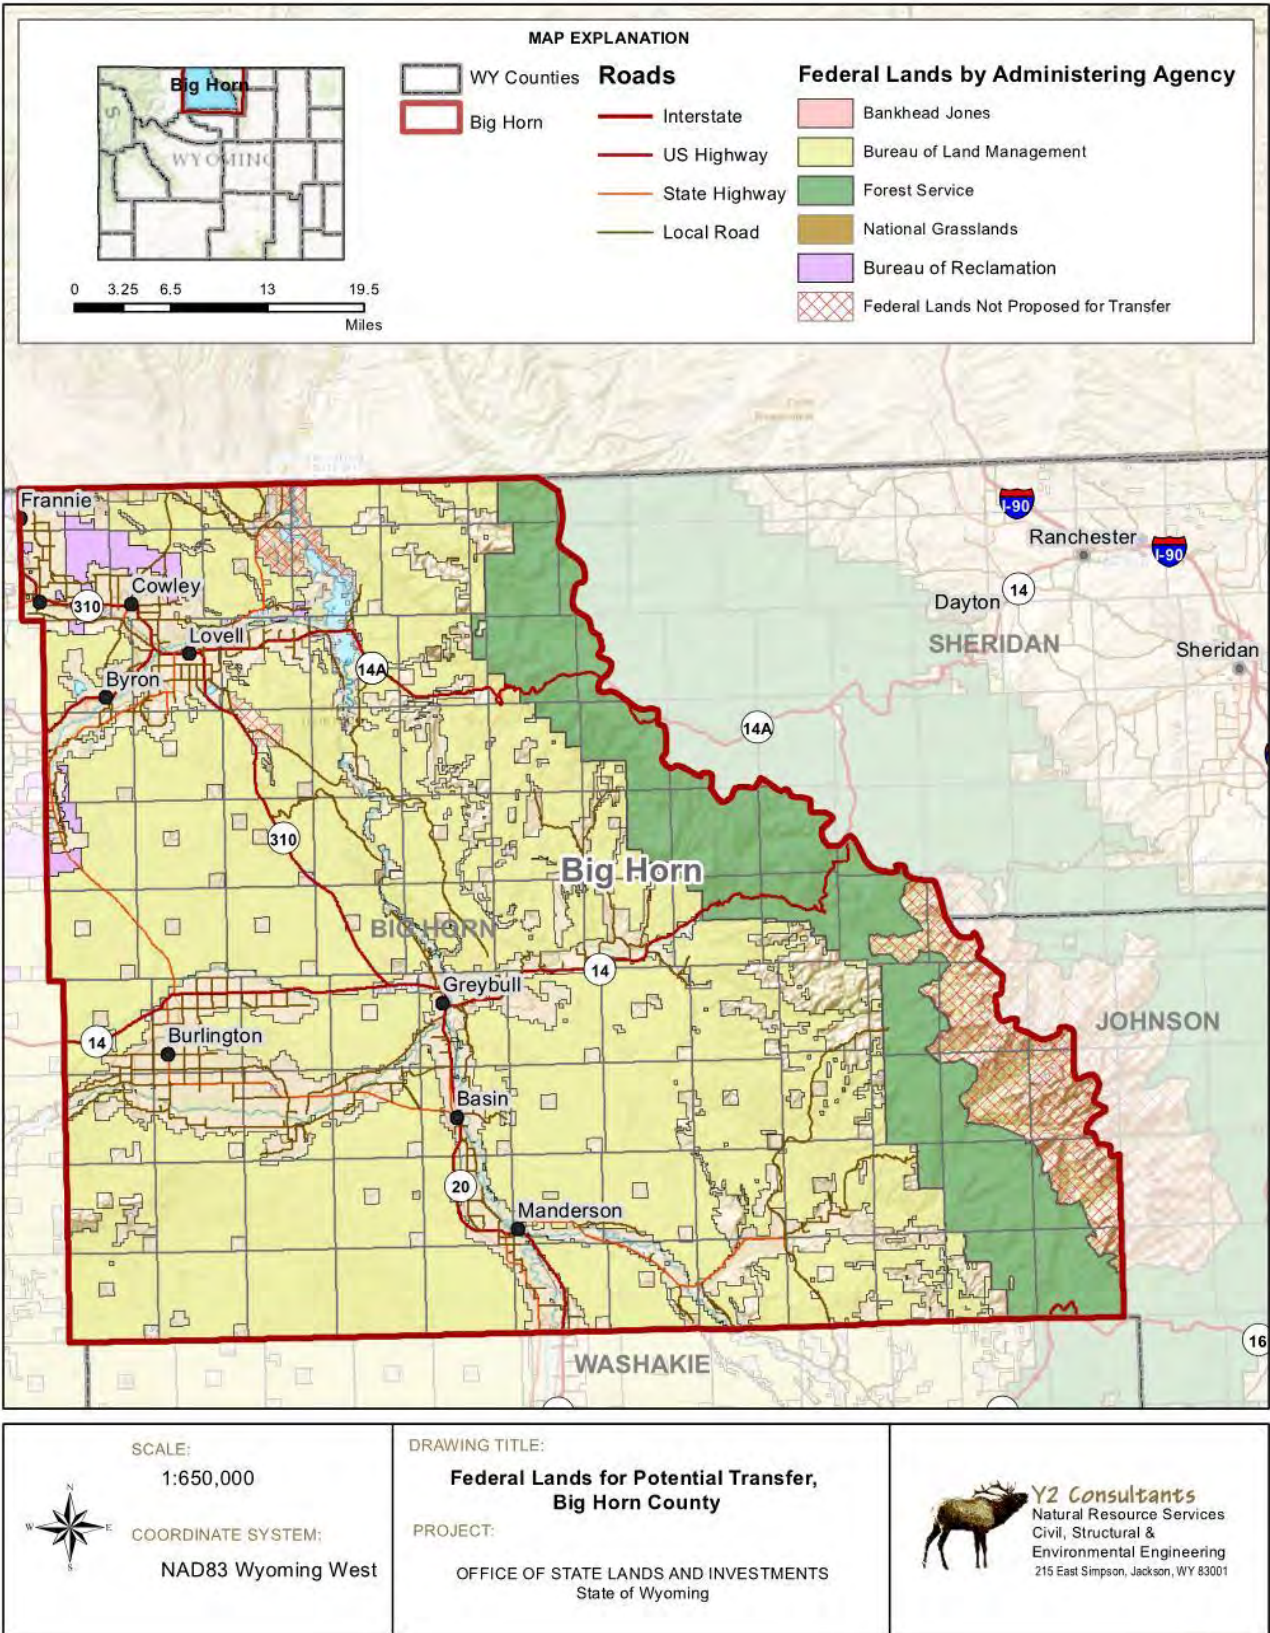 MAP EXPLANATION
Big Horn
WYOMING
0 3.25 6.5 13 19.5
Miles
WY Counties
Big Horn
Roads
Interstate
US Highway
State Highway
Local Road
Federal Lands by Administering Agency
Bankhead Jones
Bureau of Land Management
Forest Service
National Grasslands
Bureau of Reclamation
Federal Lands Not Proposed for Transfer
Frannie
I-90
Ranchester
I-90
Cowley
310
14
Dayton
Lovell
SHERIDAN
Sheridan
14A
Byron
14A
310
Big Horn
BIG HORN
14
Greybull
JOHNSON
14
Burlington
Basin
20
Manderson
16
WASHAKIE
SCALE:
1:650,000
COORDINATE SYSTEM:
NAD83 Wyoming West
N
W E
S
DRAWING TITLE:
Federal Lands for Potential Transfer,
Big Horn County
PROJECT:
OFFICE OF STATE LANDS AND INVESTMENTS
State of Wyoming
Y2 Consultants
Natural Resource Services
Civil, Structural &
Environmental Engineering
215 East Simpson, Jackson, WY 83001